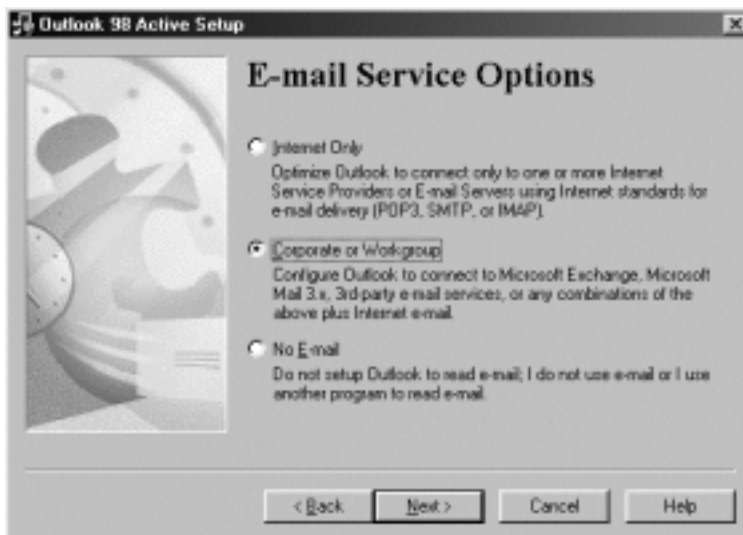 Outlook 98 Active Setup
E-mail Service Options
Internet Only
Optimize Outlook to connect only to one or more Internet
Service Providers or E-mail Servers using Internet standards for
e-mail delivery (POP3, SMTP, or IMAP).
Corporate or Workgroup
Configure Outlook to connect to Microsoft Exchange, Microsoft
Mail 3.x, 3rd-party e-mail services, or any combinations of the
above plus Internet e-mail.
No E-mail
Do not setup Outlook to read e-mail; I do not use e-mail or I use
another program to read e-mail.
< Back Next > Cancel Help